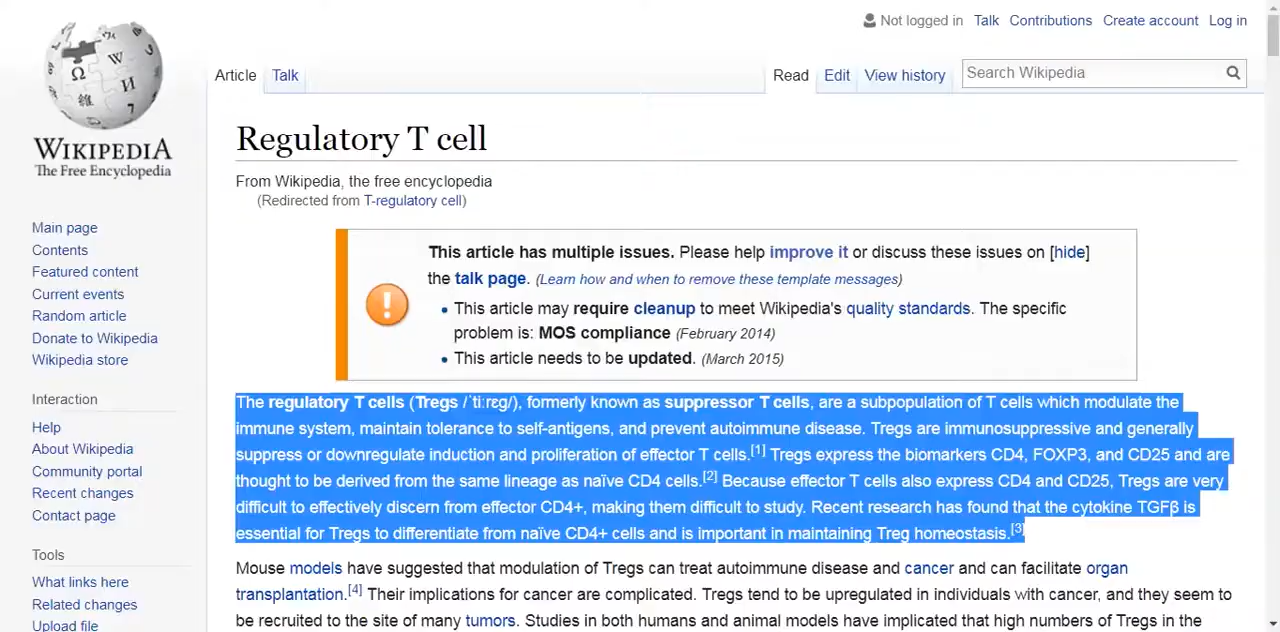 Not logged in Talk Contributions Create account Log in
Article Talk Read Edit View history Search Wikipedia
WIKIPEDIA
The Free Encyclopedia
Main page
Contents
Featured content
Current events
Random article
Donate to Wikipedia
Wikipedia store
Interaction
Help
About Wikipedia
Community portal
Recent changes
Contact page
Tools
What links here
Related changes
Upload file
Regulatory T cell
From Wikipedia, the free encyclopedia
(Redirected from T-regulatory cell)
This article has multiple issues. Please help improve it or discuss these issues on [hide]
the talk page. (Learn how and when to remove these template messages)
• This article may require cleanup to meet Wikipedia's quality standards. The specific
problem is: MOS compliance (February 2014)
• This article needs to be updated. (March 2015)
The regulatory T cells (Tregs /ˈtiːrɛɡ/), formerly known as suppressor T cells, are a subpopulation of T cells which modulate the
immune system, maintain tolerance to self-antigens, and prevent autoimmune disease. Tregs are immunosuppressive and generally
suppress or downregulate induction and proliferation of effector T cells.[1] Tregs express the biomarkers CD4, FOXP3, and CD25 and are
thought to be derived from the same lineage as naïve CD4 cells.[2] Because effector T cells also express CD4 and CD25, Tregs are very
difficult to effectively discern from effector CD4+, making them difficult to study. Recent research has found that the cytokine TGFβ is
essential for Tregs to differentiate from naïve CD4+ cells and is important in maintaining Treg homeostasis.[3]
Mouse models have suggested that modulation of Tregs can treat autoimmune disease and cancer and can facilitate organ
transplantation.[4] Their implications for cancer are complicated. Tregs tend to be upregulated in individuals with cancer, and they seem to
be recruited to the site of many tumors. Studies in both humans and animal models have implicated that high numbers of Tregs in the